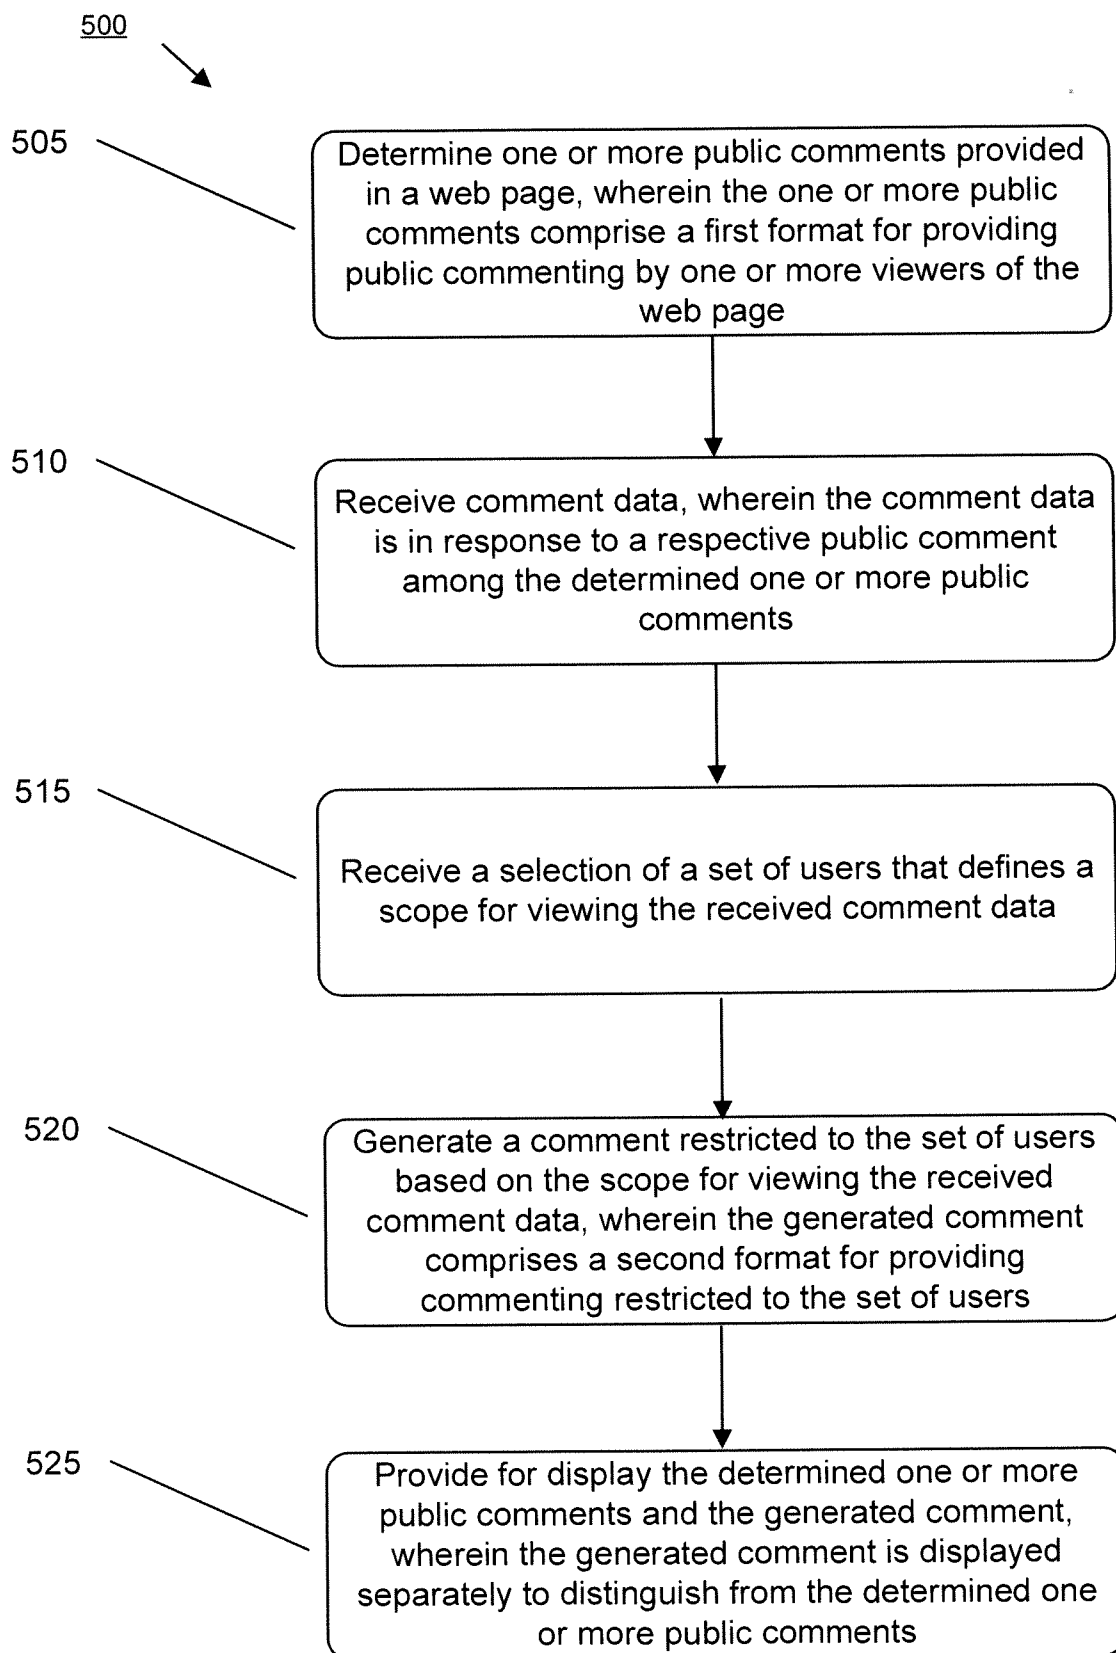 500
505
Determine one or more public comments provided
in a web page, wherein the one or more public
comments comprise a first format for providing
public commenting by one or more viewers of the
web page
510
Receive comment data, wherein the comment data
is in response to a respective public comment
among the determined one or more public
comments
515
Receive a selection of a set of users that defines a
scope for viewing the received comment data
520
Generate a comment restricted to the set of users
based on the scope for viewing the received
comment data, wherein the generated comment
comprises a second format for providing
commenting restricted to the set of users
525
Provide for display the determined one or more
public comments and the generated comment,
wherein the generated comment is displayed
separately to distinguish from the determined one
or more public comments